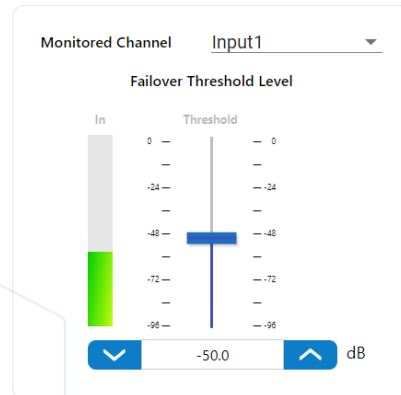 Monitored Channel Input1
Failover Threshold Level
In Threshold
0 0
-24 -24
-48 -48
-72 -72
-96 -96
-50.0 dB